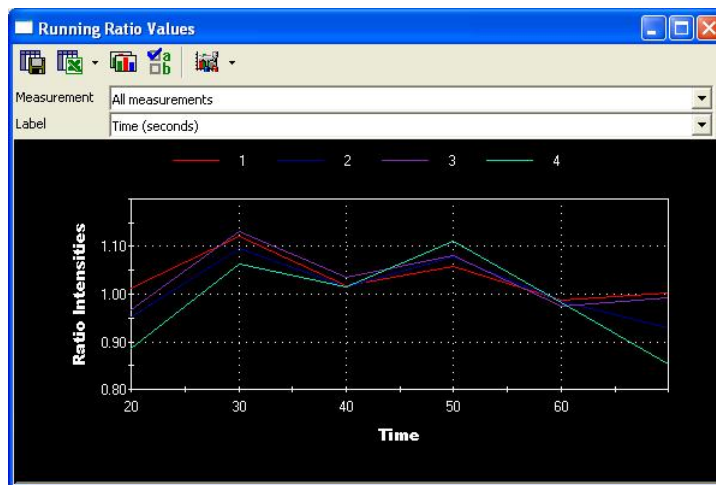 Running Ratio Values
a
b
Measurement All measurements
Label Time (seconds)
1 2 3 4
Ratio Intensities
1.10
1.00
0.90
0.80
20 30 40 50 60
Time